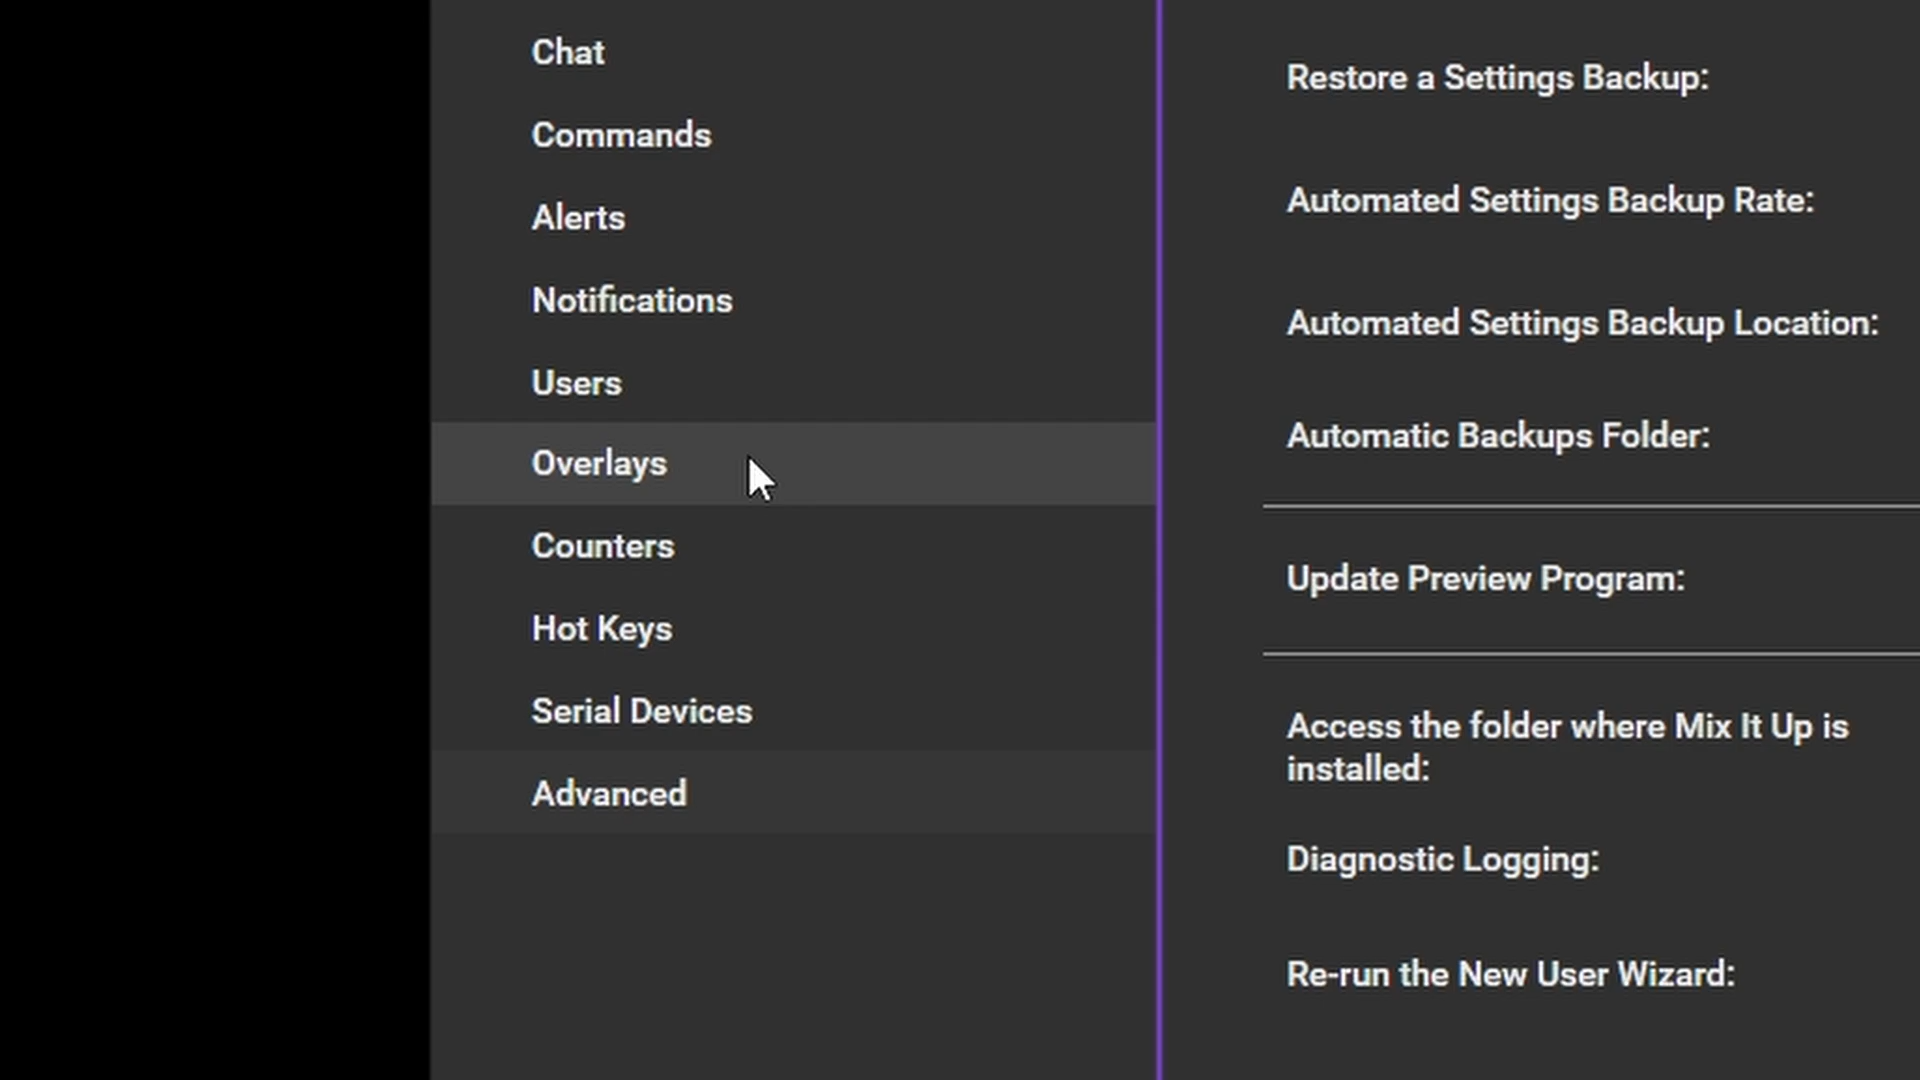 Chat
Commands
Alerts
Notifications
Users
Overlays
Counters
Hot Keys
Serial Devices
Advanced
Restore a Settings Backup:
Automated Settings Backup Rate:
Automated Settings Backup Location:
Automatic Backups Folder:
Update Preview Program:
Access the folder where Mix It Up is
installed:
Diagnostic Logging:
Re-run the New User Wizard: